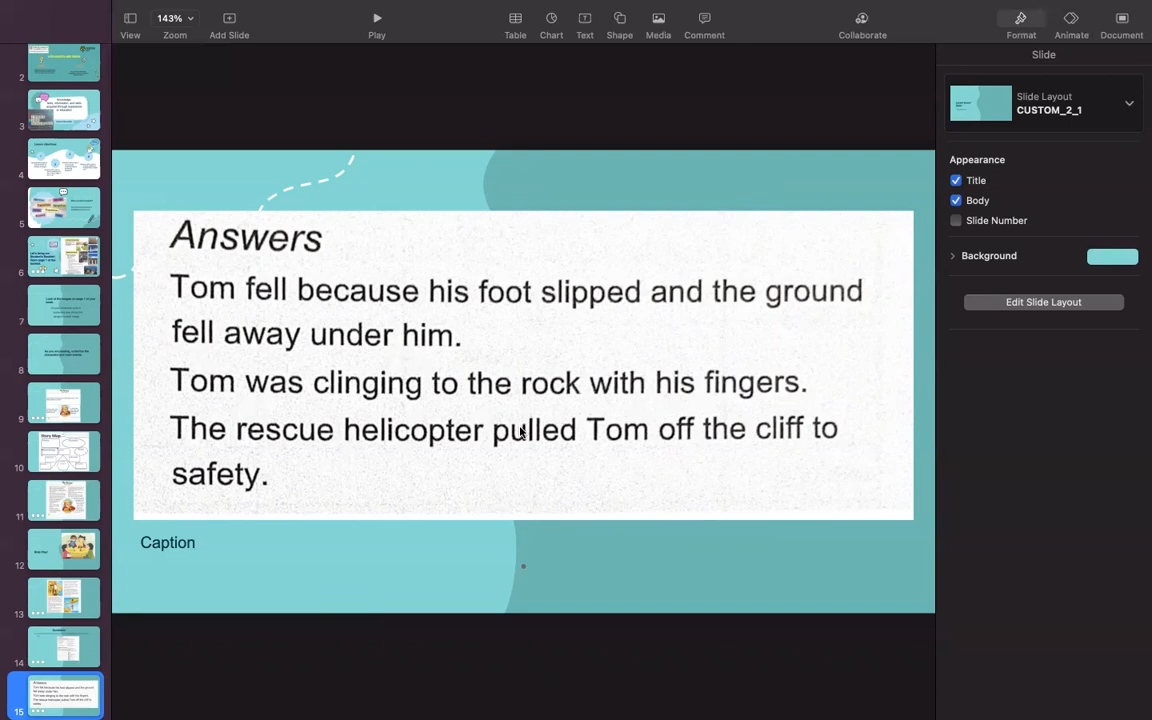 143%
View
Zoom
Add Slide
Play
Table
Chart
Text
Shape
Media
Comment
Collaborate
Format
Animate
Document
Slide
Slide Layout
CUSTOM_2_1
Appearance
Title
Body
Slide Number
Background
Edit Slide Layout
2
3
4
5
6
7
8
9
10
Story Map
11
12
13
14
15
Answers
Tom fell because his foot slipped and the ground
fell away under him.
Tom was clinging to the rock with his fingers.
The rescue helicopter pulled Tom off the cliff to
safety.
Caption